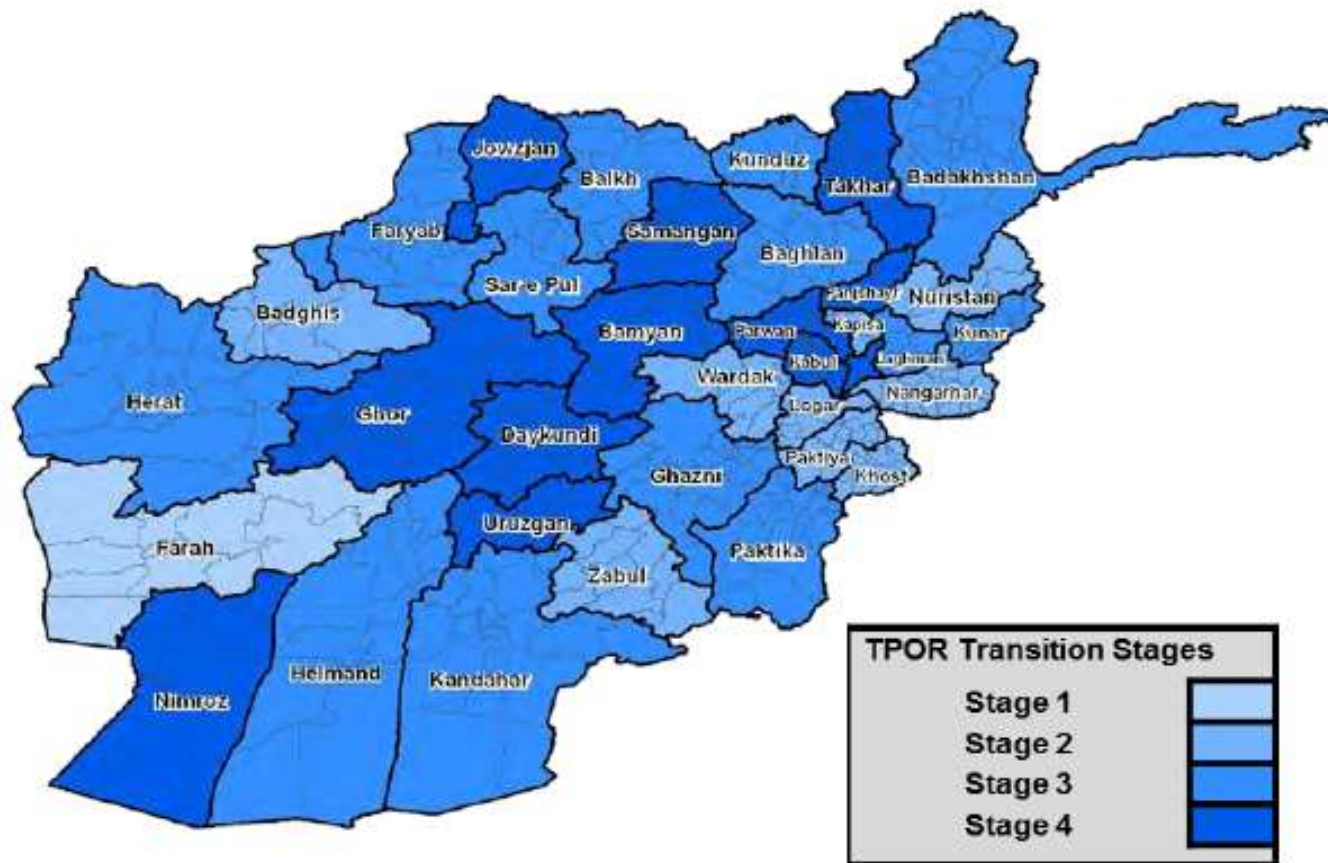 Jowzjan
Balkh
Kunduz
Takhar
Badakhshan
Faryab
Samangan
Baghlan
Sar-e Pul
Panjshayr
Nuristan
Badghis
Bamyan
Parwan
Kapisa
Kunar
Kabul
Laghman
Wardak
Nangarhar
Herat
Ghor
Logar
Daykundi
Paktiya
Ghazni
Khost
Uruzgan
Farah
Paktika
Zabul
Helmand
Kandahar
Nimroz
TPOR Transition Stages
Stage 1
Stage 2
Stage 3
Stage 4